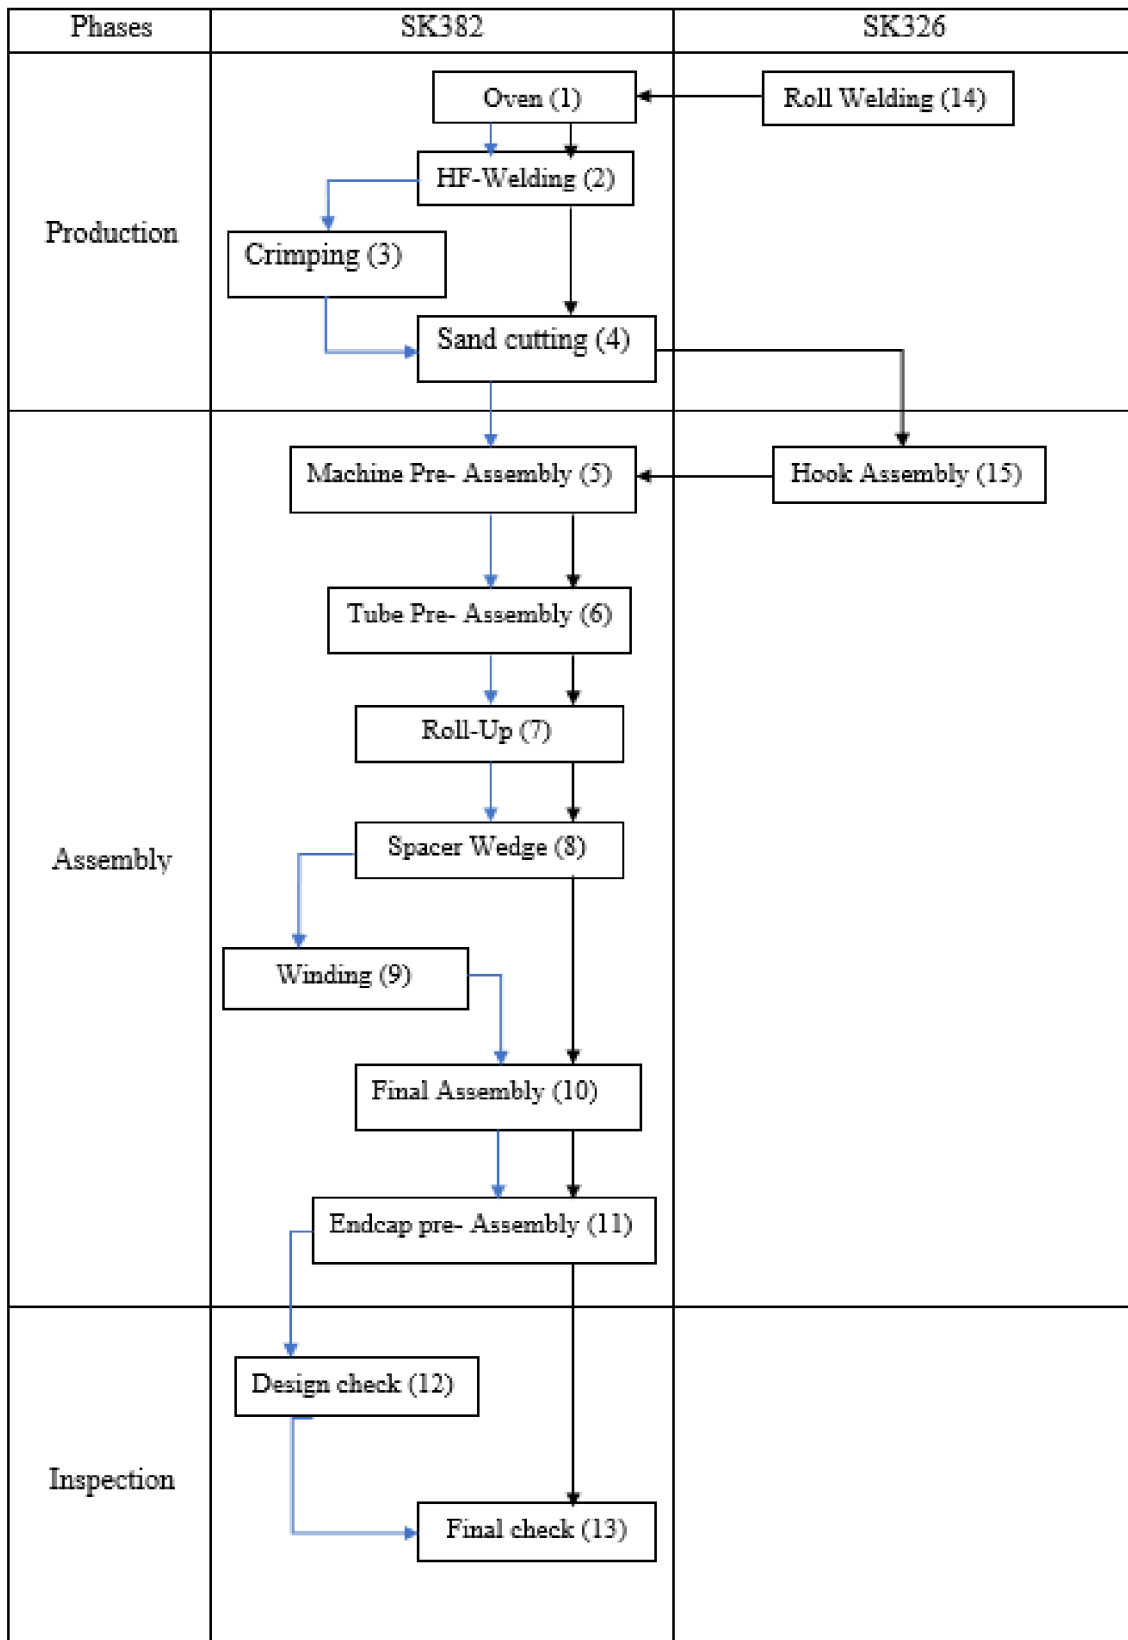 Phases SK382 SK326
Oven (1)
Roll Welding (14)
HF-Welding (2)
Production
Crimping (3)
Sand cutting (4)
Machine Pre- Assembly (5)
Hook Assembly (15)
Tube Pre- Assembly (6)
Roll-Up (7)
Spacer Wedge (8)
Assembly
Winding (9)
Final Assembly (10)
Endcap pre- Assembly (11)
Design check (12)
Inspection
Final check (13)